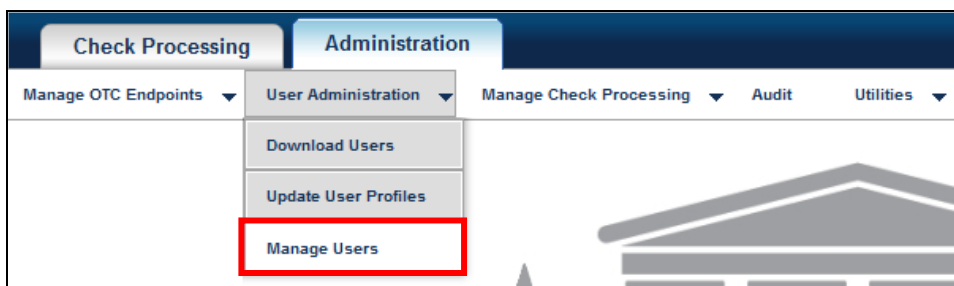 Check Processing Administration
Manage OTC Endpoints User Administration Manage Check Processing Audit Utilities
Download Users
Update User Profiles
Manage Users